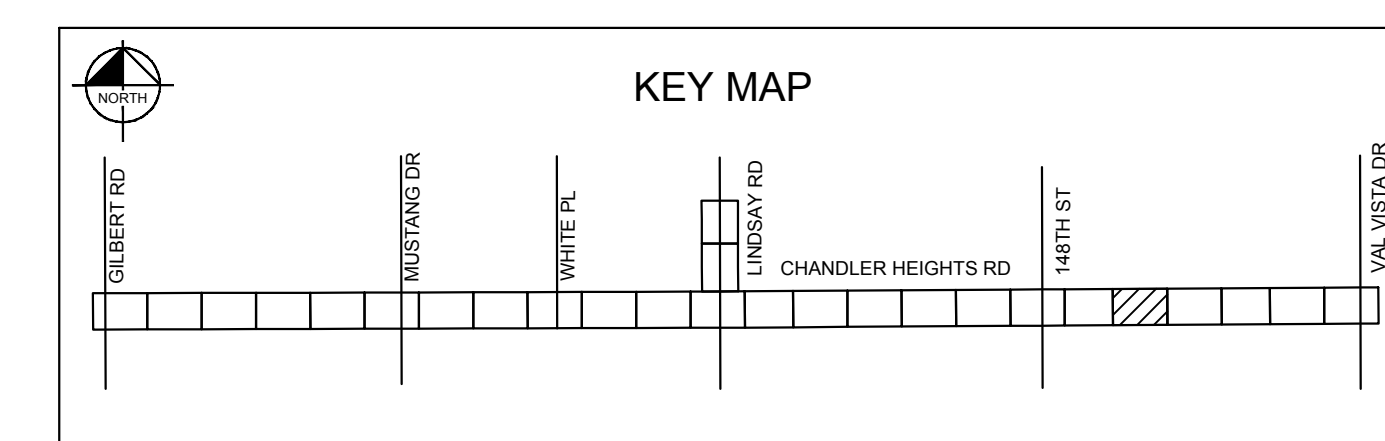 KEY MAP
NORTH
GILBERT RD
MUSTANG DR
WHITE PL
LINDSAY RD
CHANDLER HEIGHTS RD
148TH ST
VAL VISTA DR